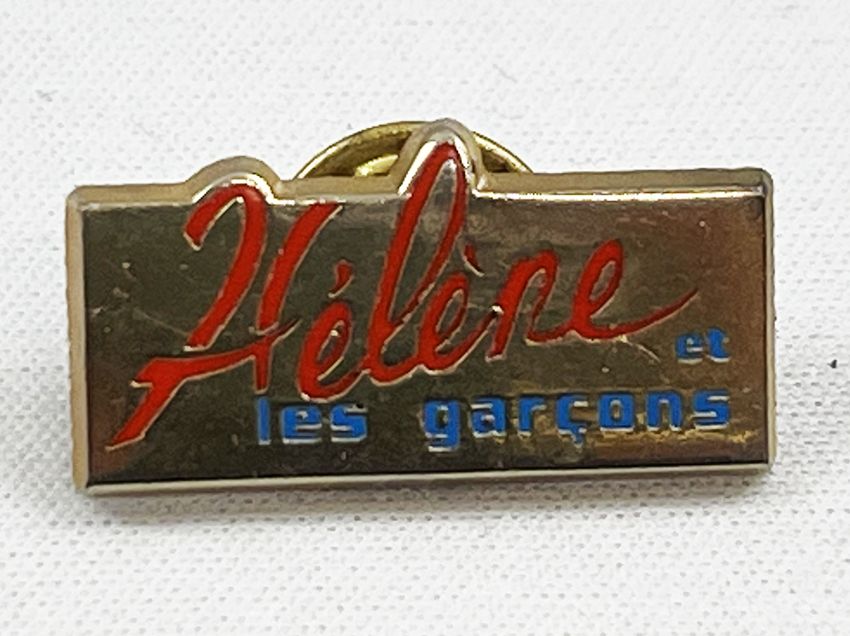 Hélène
et
les garçons